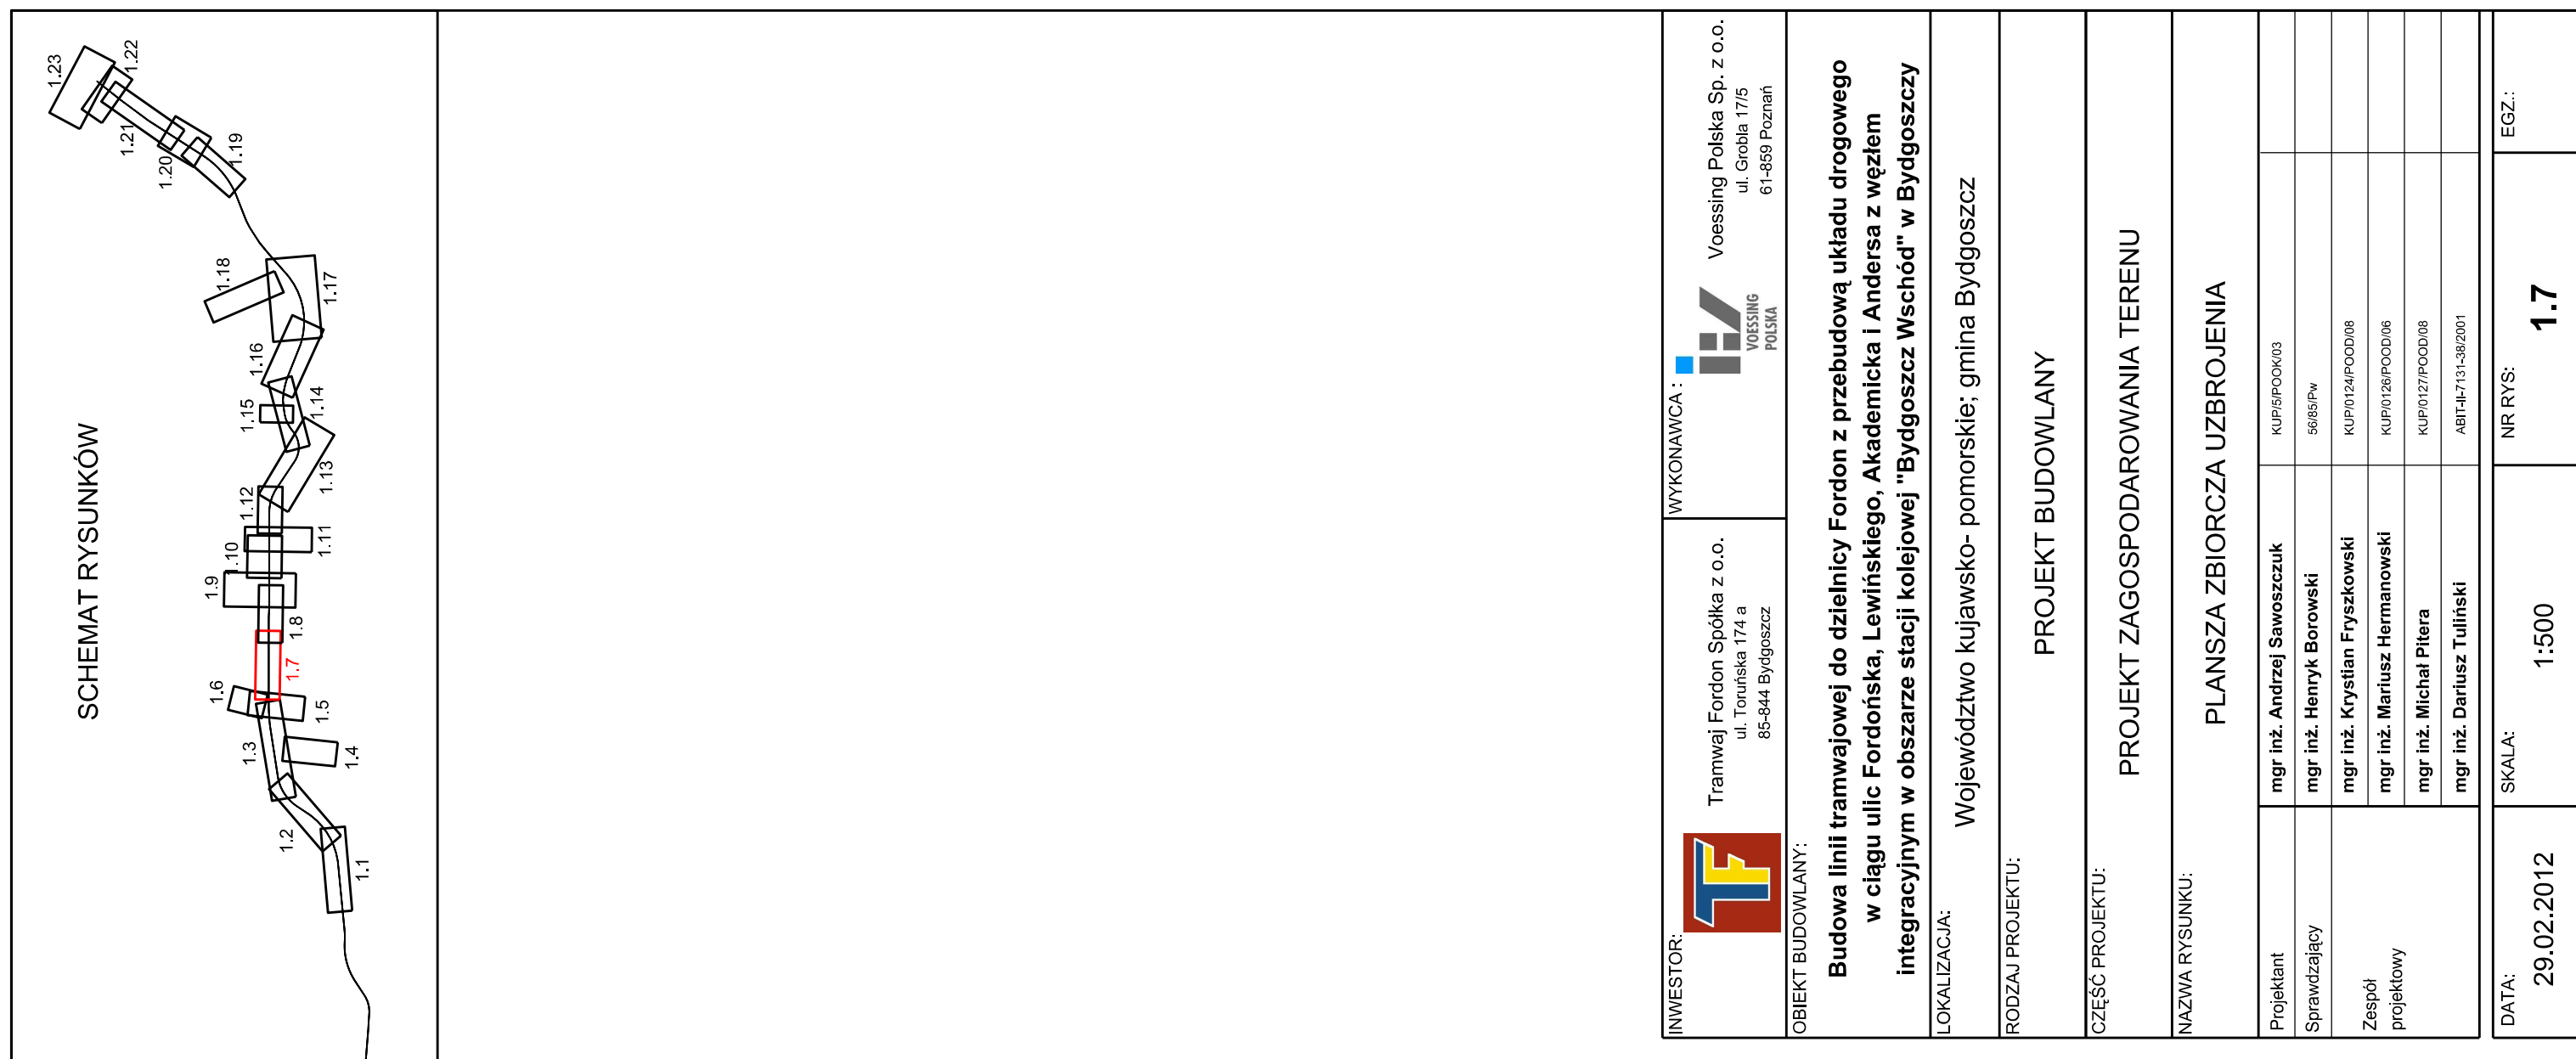 SCHEMAT RYSUNKÓW
1.1
1.2
1.3
1.4
1.5
1.6
1.7
1.8
1.9
1.10
1.11
1.12
1.13
1.14
1.15
1.16
1.17
1.18
1.19
1.20
1.21
1.22
1.23
INWESTOR:
TF
Tramwaj Fordon Spółka z o.o.
ul. Toruńska 174 a
85-844 Bydgoszcz
WYKONAWCA :
VOESSING
POLSKA
Voessing Polska Sp. z o.o.
ul. Grobla 17/5
61-859 Poznań
OBIEKT BUDOWLANY:
Budowa linii tramwajowej do dzielnicy Fordon z przebudową układu drogowego
w ciągu ulic Fordońska, Lewińskiego, Akademicka i Andersa z węzłem
integracyjnym w obszarze stacji kolejowej "Bydgoszcz Wschód" w Bydgoszczy
LOKALIZACJA:
Województwo kujawsko- pomorskie; gmina Bydgoszcz
RODZAJ PROJEKTU:
PROJEKT BUDOWLANY
CZĘŚĆ PROJEKTU:
PROJEKT ZAGOSPODAROWANIA TERENU
NAZWA RYSUNKU:
PLANSZA ZBIORCZA UZBROJENIA
Projektant mgr inż. Andrzej Sawoszczuk KUP/5/POOK/03
Sprawdzający mgr inż. Henryk Borowski 56/85/Pw
Zespół
projektowy
mgr inż. Krystian Fryszkowski KUP/0124/POOD/08
mgr inż. Mariusz Hermanowski KUP/0126/POOD/06
mgr inż. Michał Pitera KUP/0127/POOD/08
mgr inż. Dariusz Tuliński ABIT-II-7131-38/2001
DATA: SKALA: NR RYS: EGZ.:
29.02.2012 1:500 1.7